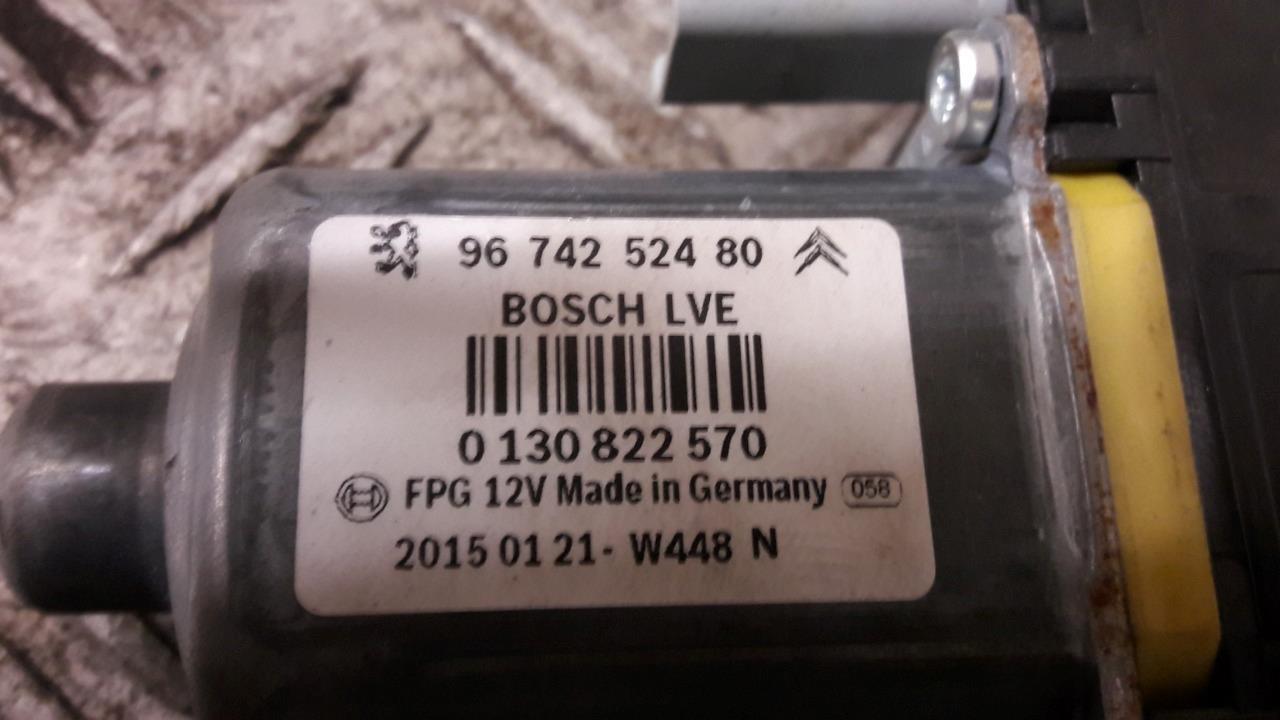 96 742 524 80
BOSCH LVE
0 130 822 570
FPG 12V Made in Germany 058
2015 01 21- W448 N